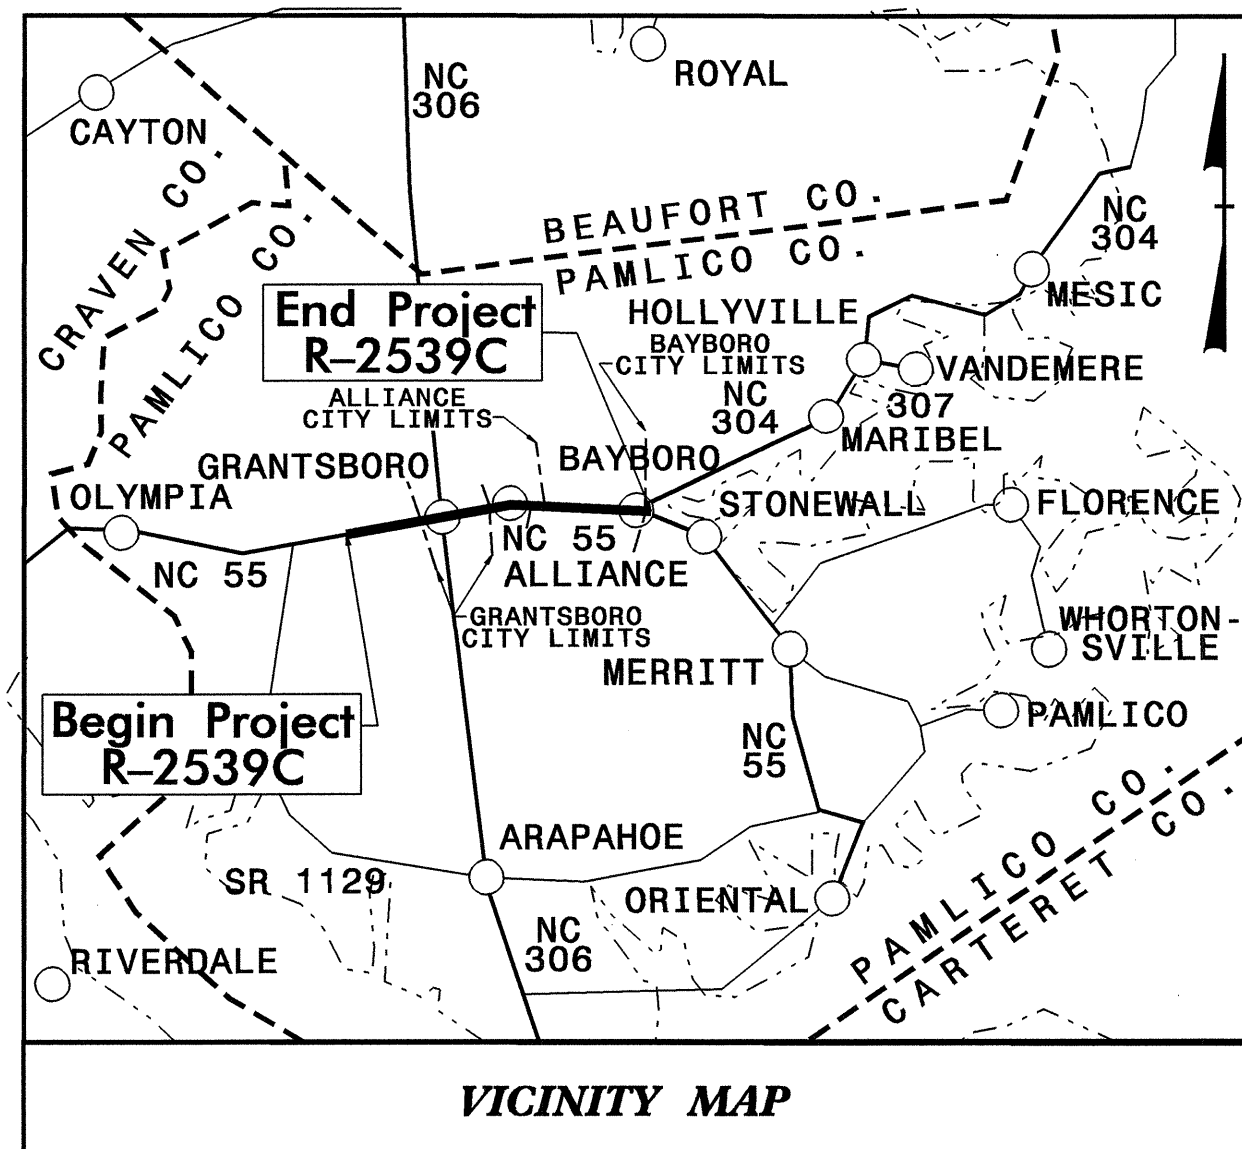 NC
306
ROYAL
CAYTON
CRAVEN CO.
PAMLICO CO.
BEAUFORT CO.
PAMLICO CO.
NC
304
MESIC
End Project
R–2539C
HOLLYVILLE
BAYBORO
CITY LIMITS
VANDEMERE
307
NC
304
MARIBEL
ALLIANCE
CITY LIMITS
GRANTSBORO
BAYBORO
OLYMPIA
STONEWALL
FLORENCE
NC 55
NC 55
ALLIANCE
GRANTSBORO
CITY LIMITS
WHORTON-
SVILLE
MERRITT
Begin Project
R–2539C
PAMLICO
NC
55
PAMLICO CO.
CARTERET CO.
ARAPAHOE
SR 1129
ORIENTAL
NC
306
RIVERDALE
VICINITY MAP